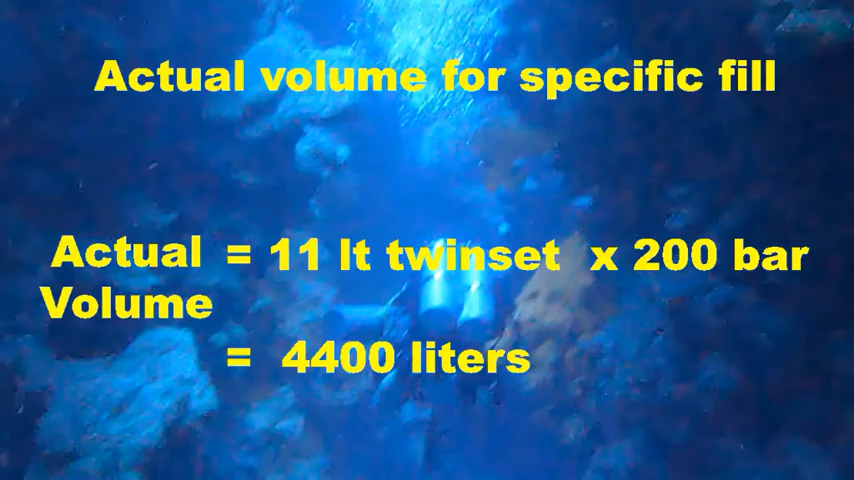 Actual volume for specific fill
Actual = 11 lt twinset x 200 bar
Volume
= 4400 liters